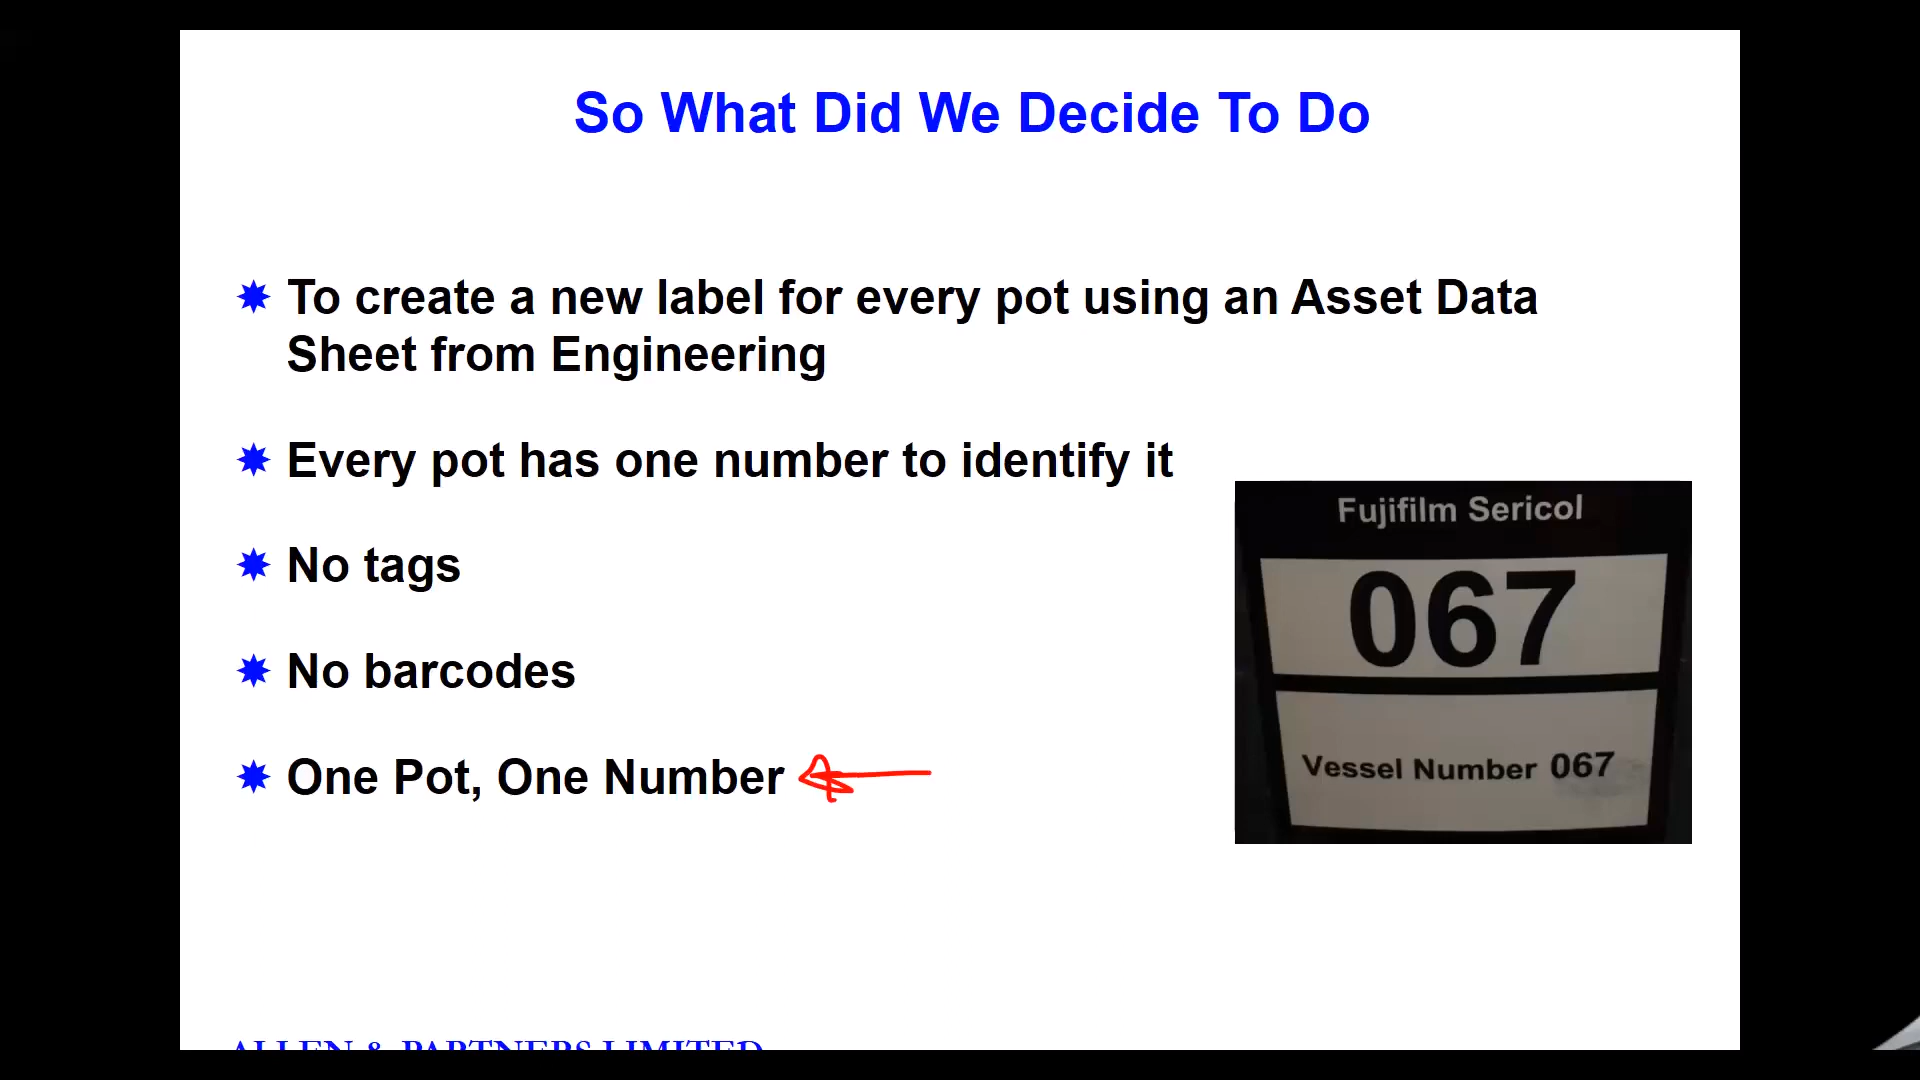 So What Did We Decide To Do
To create a new label for every pot using an Asset Data
Sheet from Engineering
Every pot has one number to identify it
No tags
No barcodes
One Pot, One Number
Fujifilm Sericol
067
Vessel Number 067
ALLEN & PARTNERS LIMITED